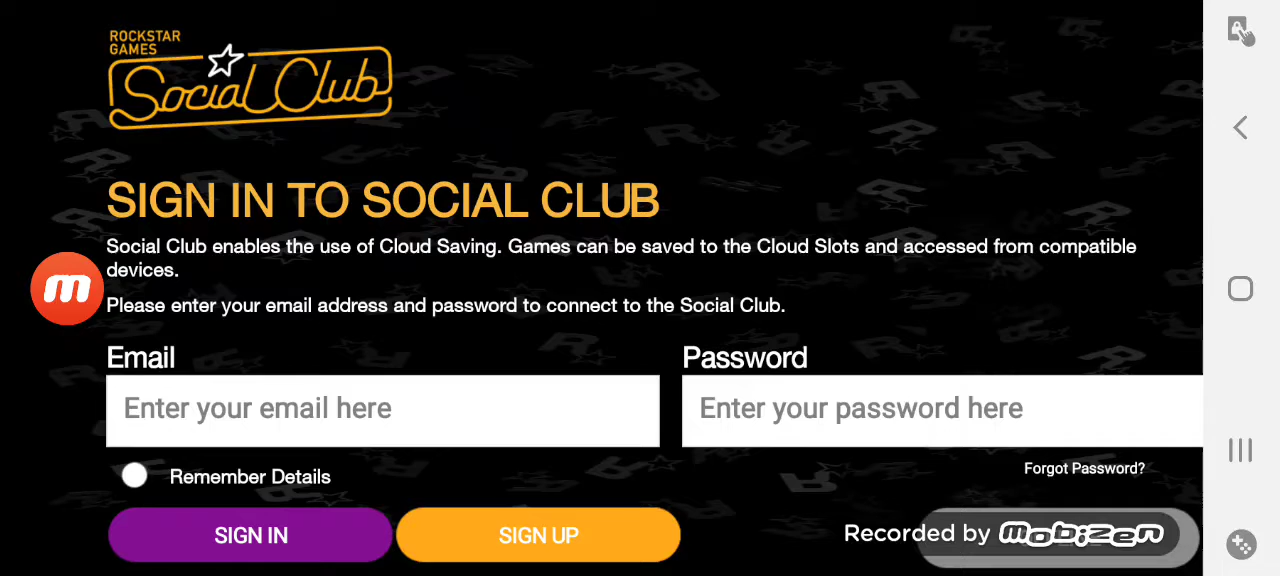 ROCKSTAR
GAMES
Social Club
SIGN IN TO SOCIAL CLUB
Social Club enables the use of Cloud Saving. Games can be saved to the Cloud Slots and accessed from compatible
devices.
Please enter your email address and password to connect to the Social Club.
Email
Password
Enter your email here
Enter your password here
Remember Details
Forgot Password?
SIGN IN
SIGN UP
Recorded by mobizen